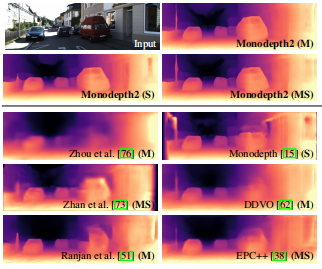 Input
Monodepth2 (M)
Monodepth2 (S)
Monodepth2 (MS)
Zhou et al. [76] (M)
Monodepth [15] (S)
Zhan et al. [73] (MS)
DDVO [62] (M)
Ranjan et al. [51] (M)
EPC++ [38] (MS)